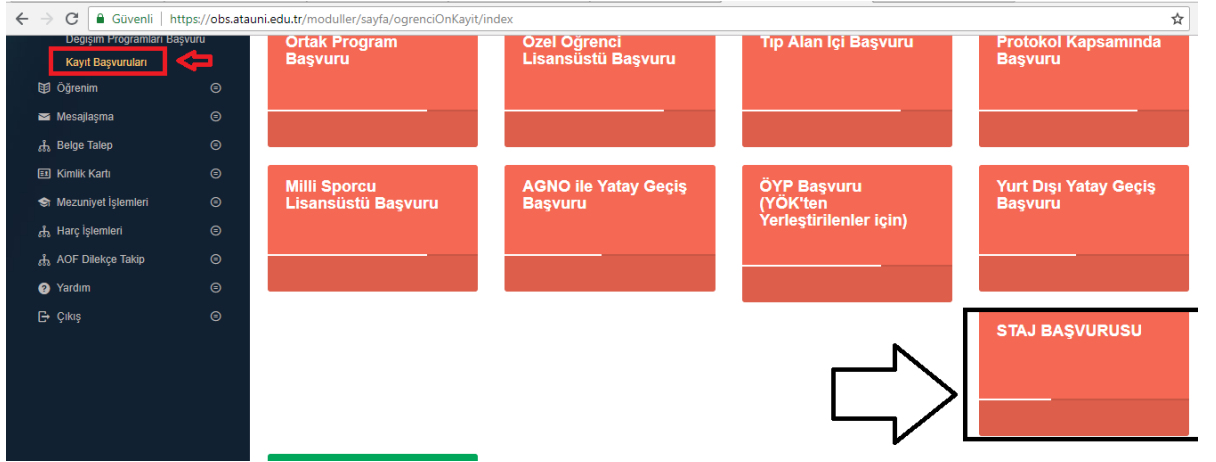 Güvenli | https://obs.atauni.edu.tr/moduller/sayfa/ogrenciOnKayit/index
Değişim Programları Başvuru
Kayıt Başvuruları
Öğrenim
Mesajlaşma
Belge Talep
Kimlik Kartı
Mezuniyet İşlemleri
Harç İşlemleri
AOF Dilekçe Takip
Yardım
Çıkış
Ortak Program
Başvuru
Özel Öğrenci
Lisansüstü Başvuru
Tıp Alan İçi Başvuru
Protokol Kapsamında
Başvuru
Milli Sporcu
Lisansüstü Başvuru
AGNO ile Yatay Geçiş
Başvuru
ÖYP Başvuru
(YÖK'ten
Yerleştirilenler için)
Yurt Dışı Yatay Geçiş
Başvuru
STAJ BAŞVURUSU